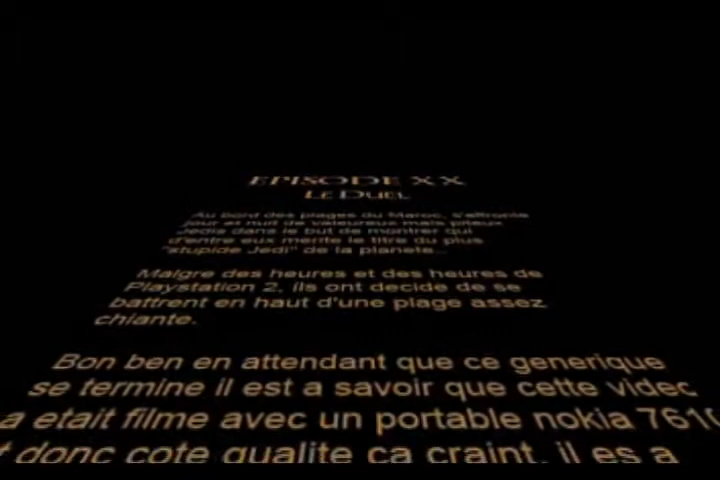 EPISODE XX
LE DUEL
Au bord des plages du Maroc, s'affronte
jour et nuit de valeureux mais piteux
Jedis dans le but de montrer qui
d'entre eux merite le titre du plus
"stupide Jedi" de la planete...
Malgre des heures et des heures de
Playstation 2, ils ont decide de se
battrent en haut d'une plage assez
chiante.
Bon ben en attendant que ce generique
se termine il est a savoir que cette video
a etait filme avec un portable nokia 7610
donc cote qualite ca craint, il es a